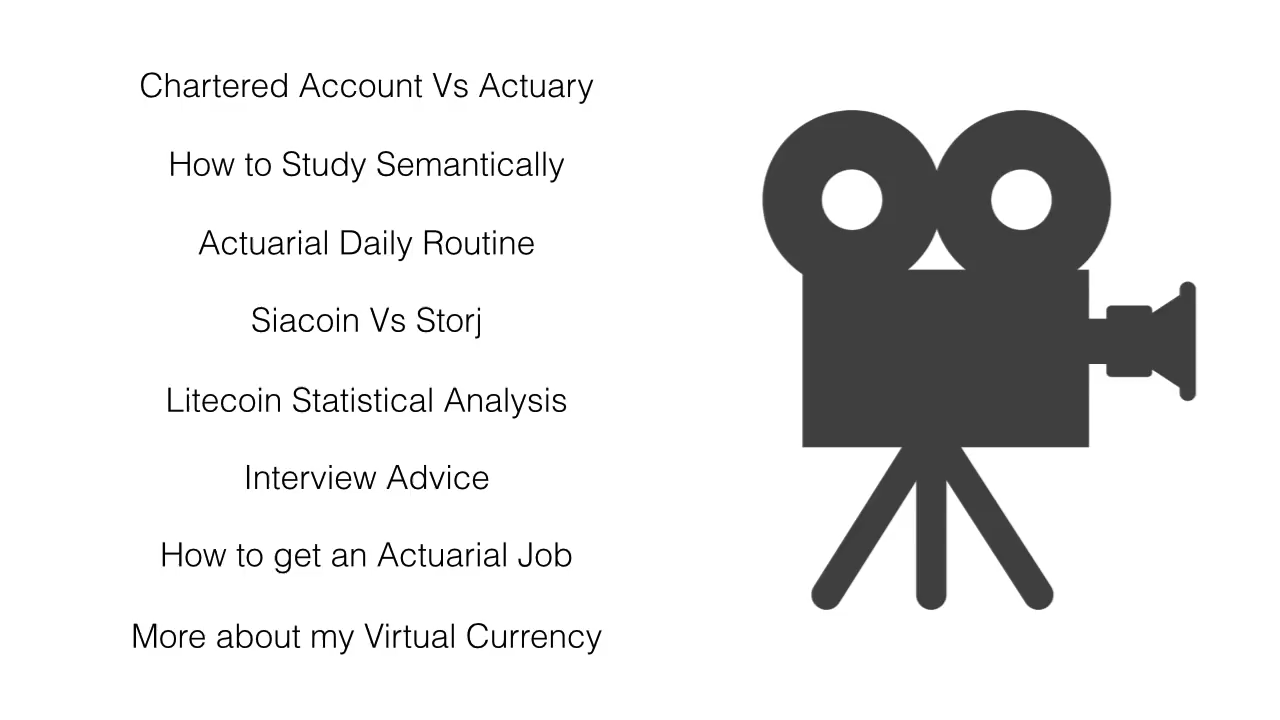 Chartered Account Vs Actuary
How to Study Semantically
Actuarial Daily Routine
Siacoin Vs Storj
Litecoin Statistical Analysis
Interview Advice
How to get an Actuarial Job
More about my Virtual Currency